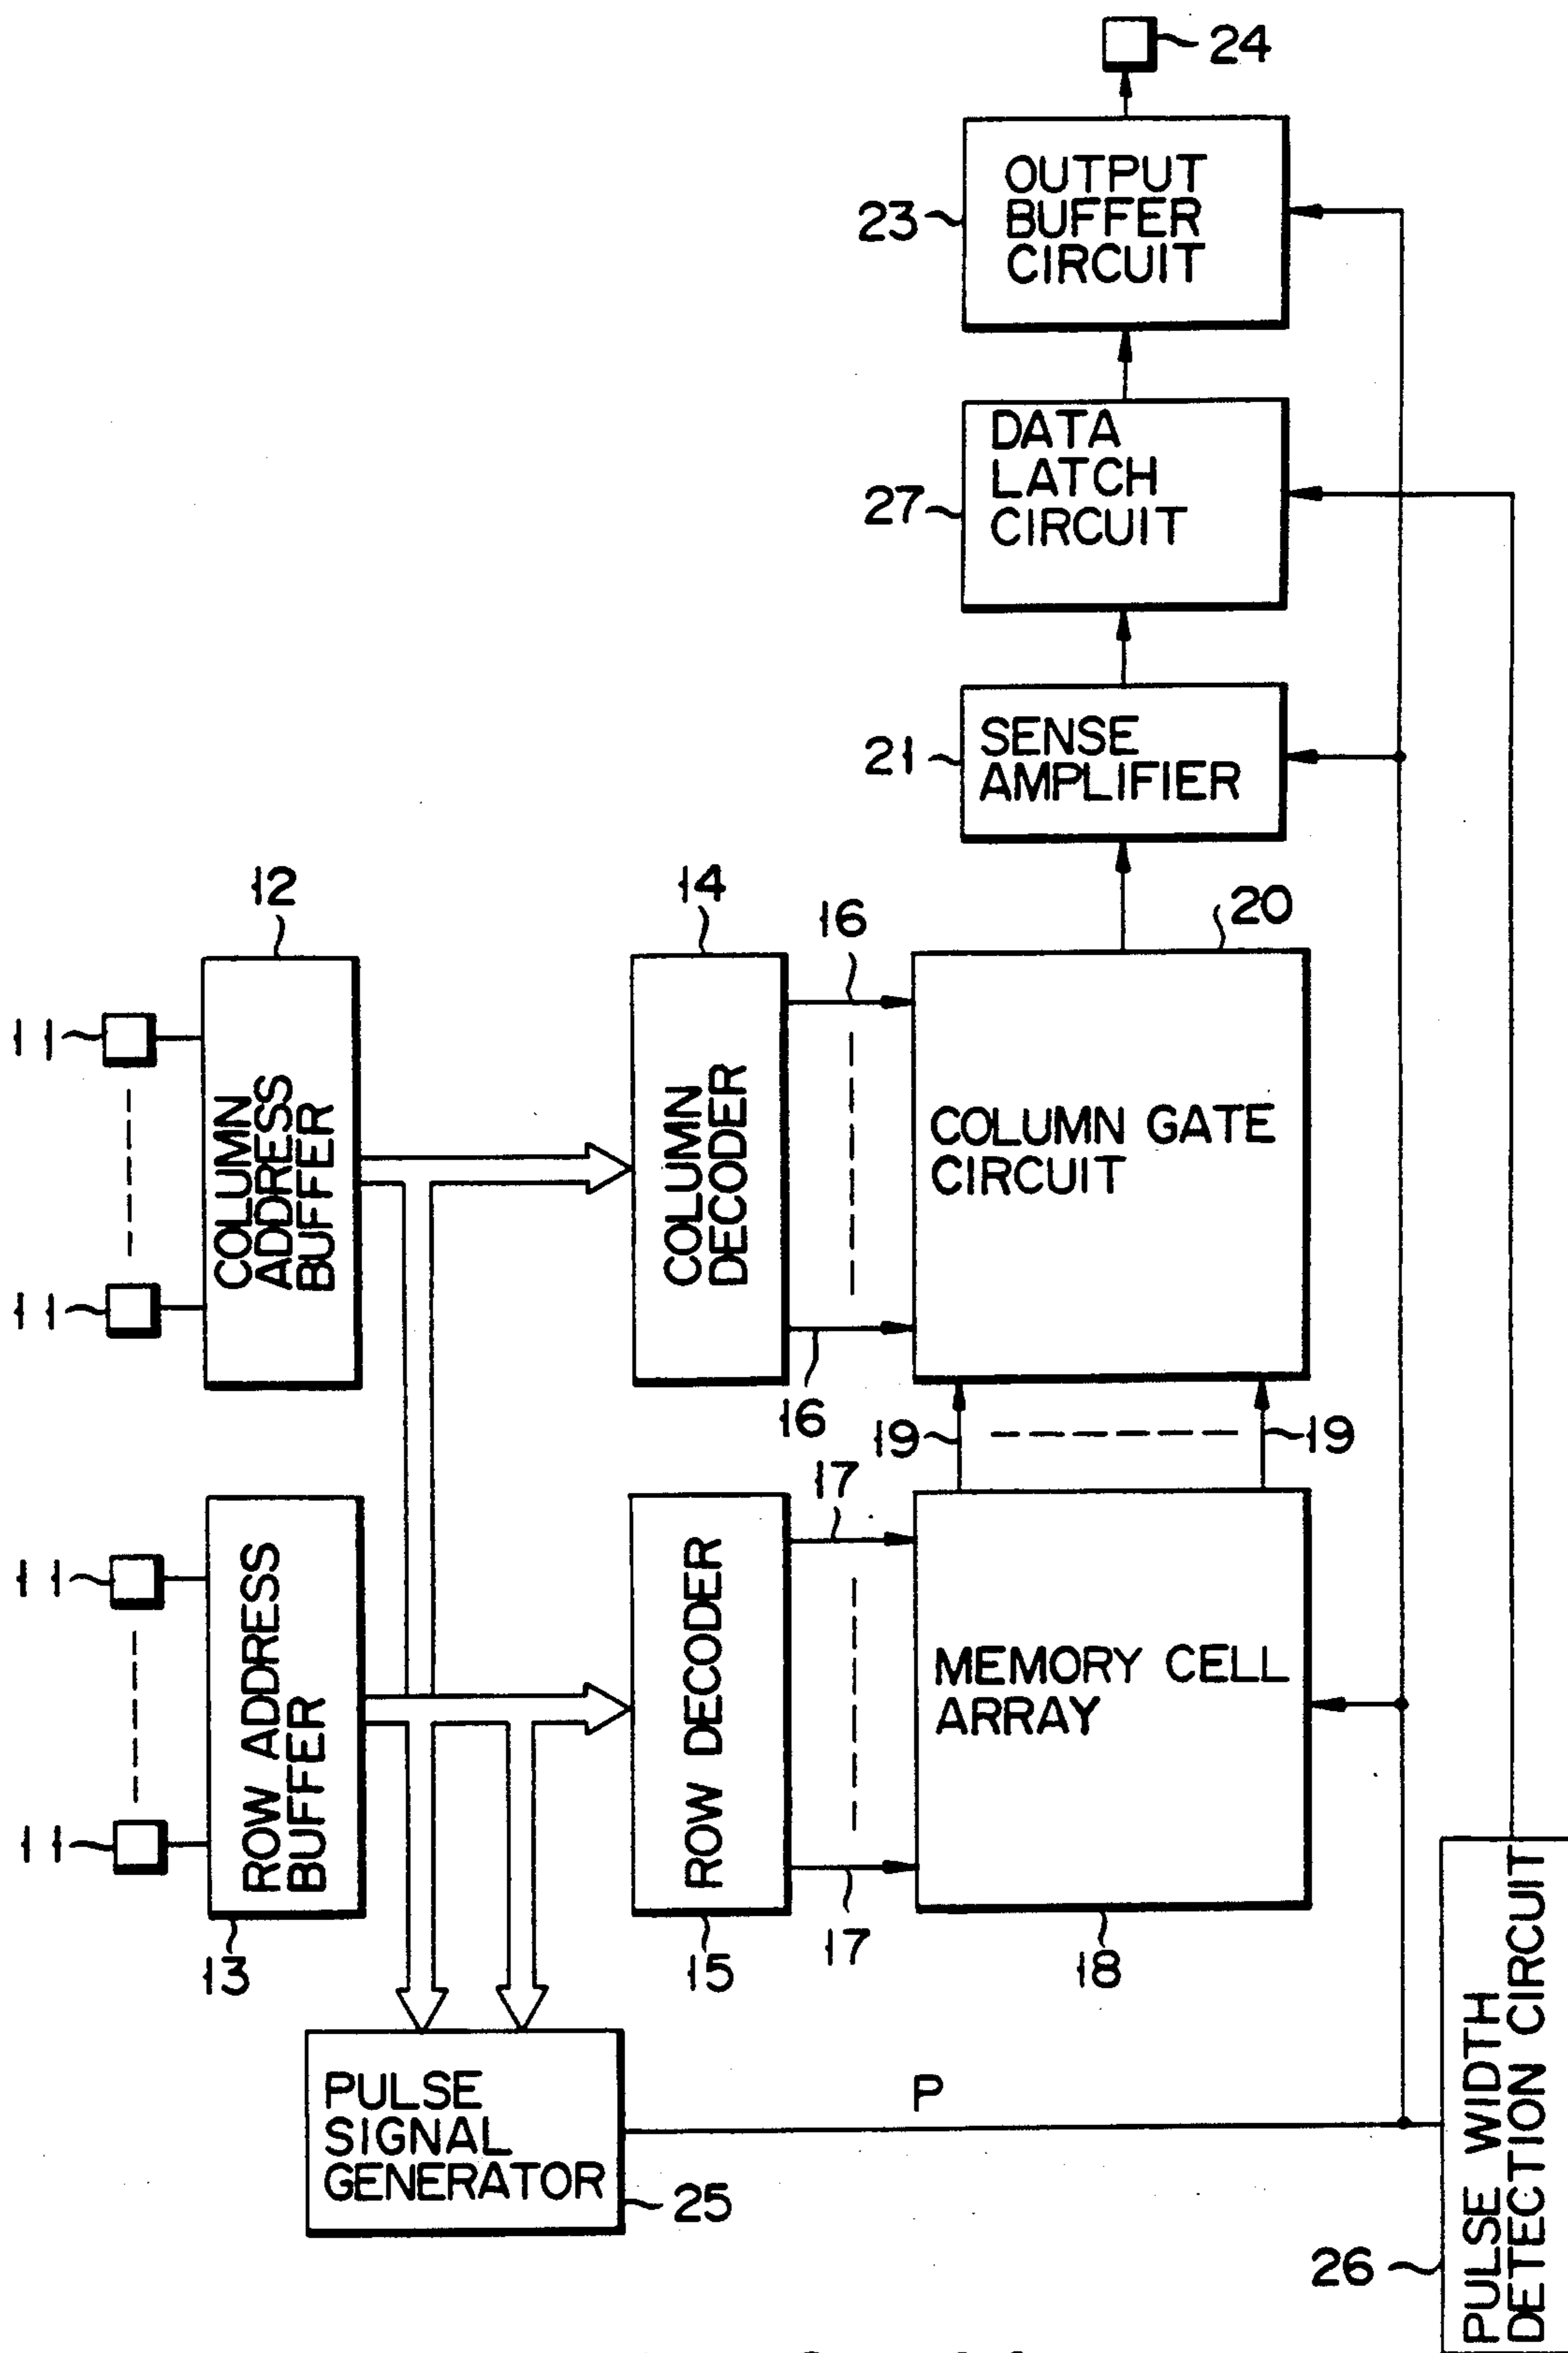 24
OUTPUT
BUFFER
CIRCUIT
23
DATA
LATCH
CIRCUIT
27
SENSE
AMPLIFIER
21
12
14
16
20
11
11
COLUMN
ADDRESS
BUFFER
COLUMN
DECODER
COLUMN GATE
CIRCUIT
16
19
19
17
11
11
ROW ADDRESS
BUFFER
ROW DECODER
MEMORY CELL
ARRAY
13
15
17
18
PULSE
SIGNAL
GENERATOR
25
P
PULSE WIDTH
DETECTION CIRCUIT
26